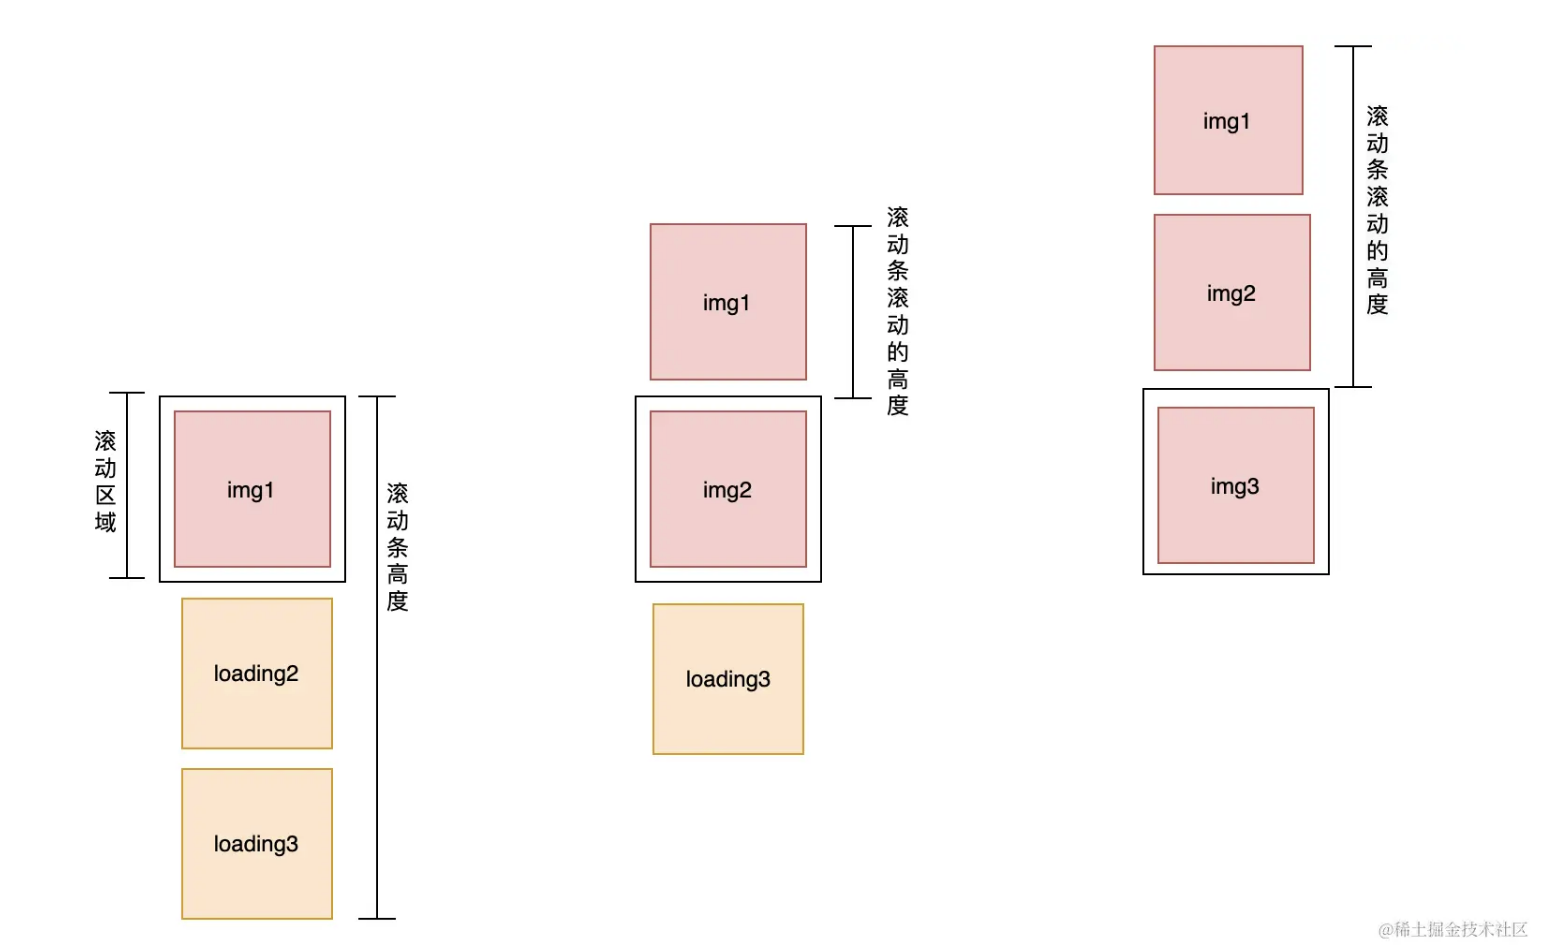 滚动区域
img1
滚动条高度
loading2
loading3
img1
滚动条滚动的高度
img2
loading3
img1
滚动条滚动的高度
img2
img3
@稀土掘金技术社区